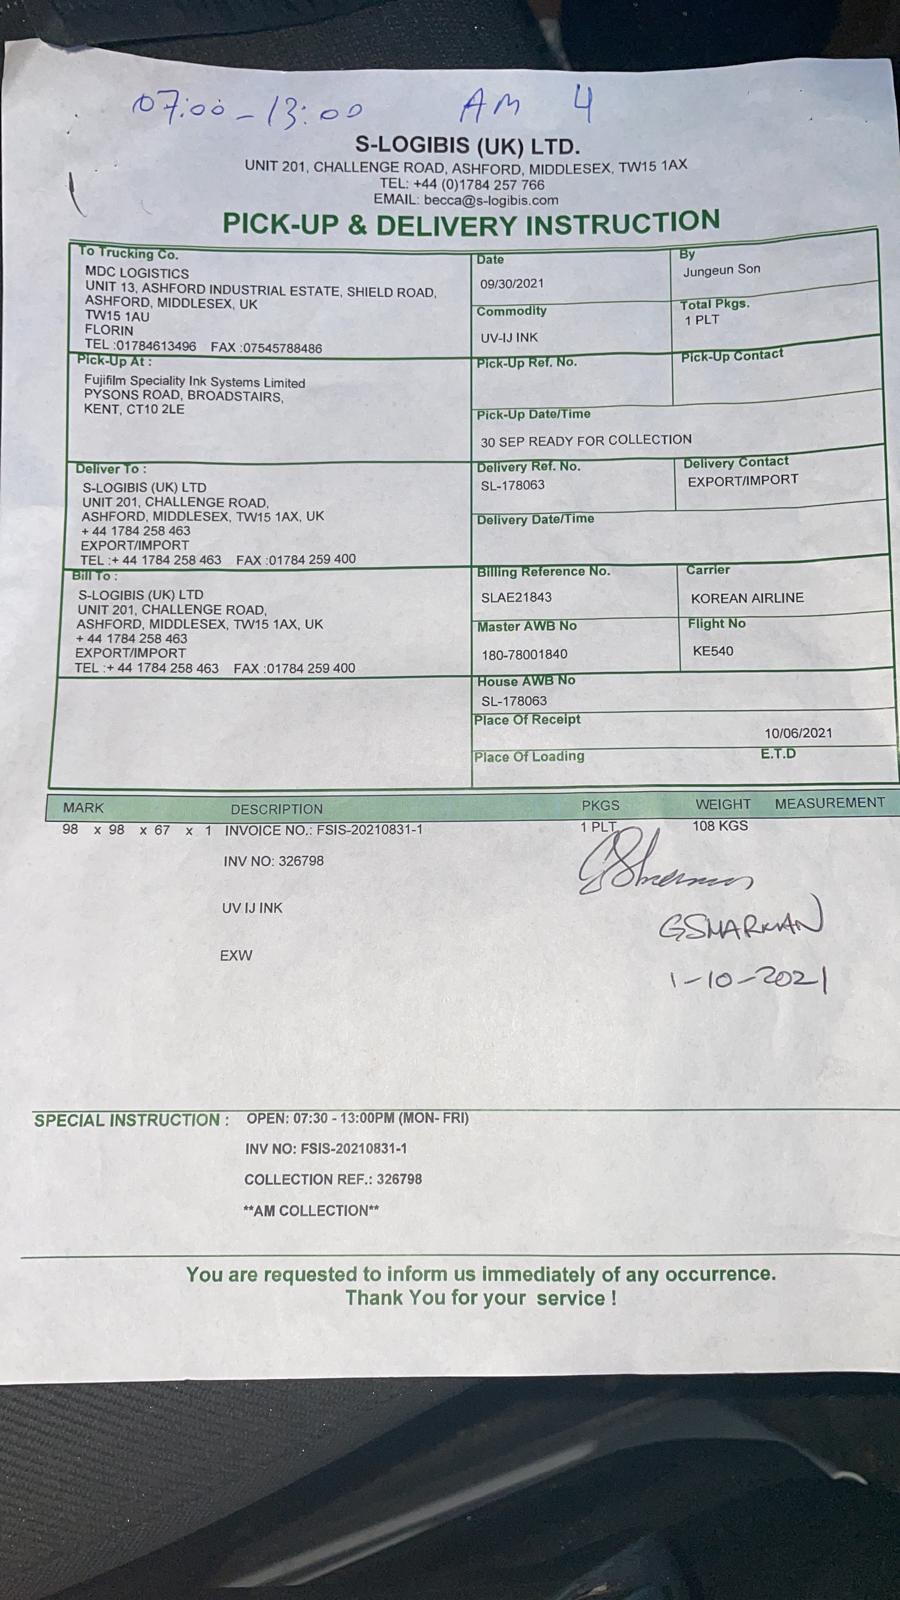 07:00 - 13:00 AM 4
S-LOGIBIS (UK) LTD.
UNIT 201, CHALLENGE ROAD, ASHFORD, MIDDLESEX, TW15 1AX
TEL: +44 (0)1784 257 766
EMAIL: becca@s-logibis.com
PICK-UP & DELIVERY INSTRUCTION
To Trucking Co.
MDC LOGISTICS
UNIT 13, ASHFORD INDUSTRIAL ESTATE, SHIELD ROAD,
ASHFORD, MIDDLESEX, UK
TW15 1AU
FLORIN
TEL :01784613496 FAX :07545788486
Date
09/30/2021
By
Jungeun Son
Commodity
UV-IJ INK
Total Pkgs.
1 PLT
Pick-Up At :
Fujifilm Speciality Ink Systems Limited
PYSONS ROAD, BROADSTAIRS,
KENT, CT10 2LE
Pick-Up Ref. No.
Pick-Up Contact
Pick-Up Date/Time
30 SEP READY FOR COLLECTION
Deliver To :
S-LOGIBIS (UK) LTD
UNIT 201, CHALLENGE ROAD,
ASHFORD, MIDDLESEX, TW15 1AX, UK
+ 44 1784 258 463
EXPORT/IMPORT
TEL :+ 44 1784 258 463 FAX :01784 259 400
Delivery Ref. No.
SL-178063
Delivery Contact
EXPORT/IMPORT
Delivery Date/Time
Bill To :
S-LOGIBIS (UK) LTD
UNIT 201, CHALLENGE ROAD,
ASHFORD, MIDDLESEX, TW15 1AX, UK
+ 44 1784 258 463
EXPORT/IMPORT
TEL :+ 44 1784 258 463 FAX :01784 259 400
Billing Reference No.
SLAE21843
Carrier
KOREAN AIRLINE
Master AWB No
180-78001840
Flight No
KE540
House AWB No
SL-178063
Place Of Receipt
10/06/2021
Place Of Loading E.T.D
MARK DESCRIPTION PKGS WEIGHT MEASUREMENT
98 x 98 x 67 x 1 INVOICE NO.: FSIS-20210831-1 1 PLT 108 KGS
INV NO: 326798
UV IJ INK
EXW
GSHARMAN
1-10-2021
SPECIAL INSTRUCTION : OPEN: 07:30 - 13:00PM (MON- FRI)
INV NO: FSIS-20210831-1
COLLECTION REF.: 326798
**AM COLLECTION**
You are requested to inform us immediately of any occurrence.
Thank You for your service !